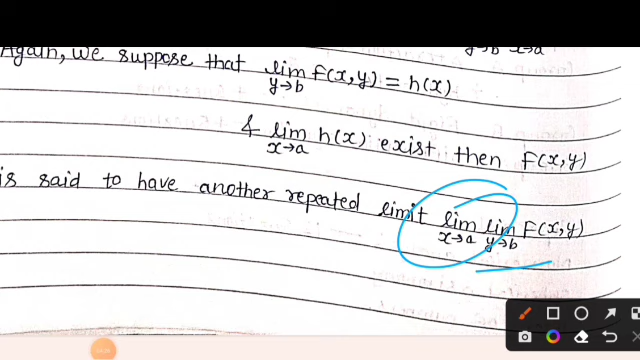 y→b x→a
Again, we suppose that lim f(x,y) = h(x)
y→b
& lim h(x) exist, then f(x,y)
x→a
is said to have another repeated limit lim lim f(x,y)
x→a y→b